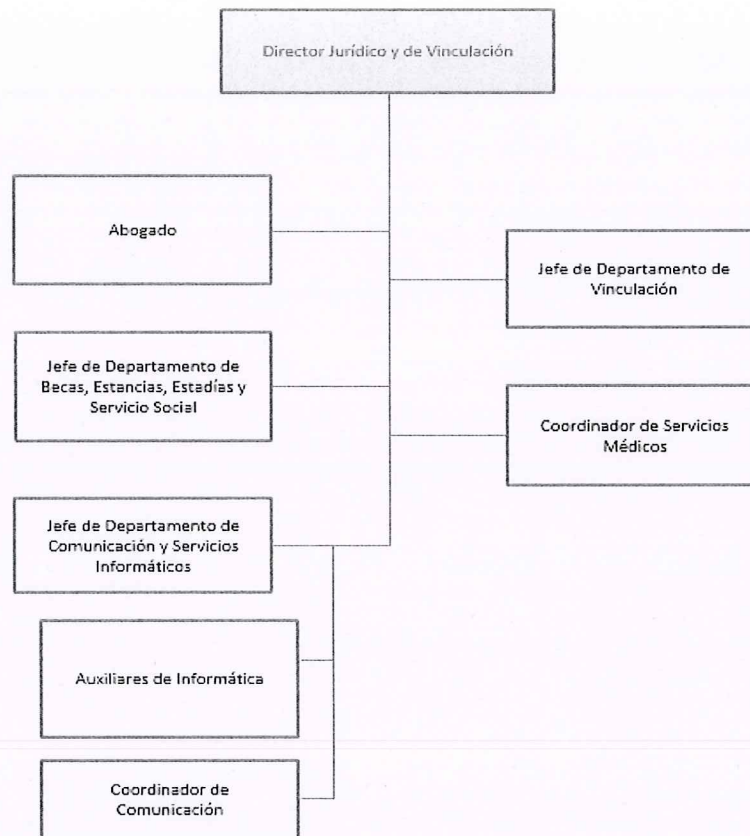 Director Jurídico y de Vinculación
Abogado
Jefe de Departamento de
Vinculación
Jefe de Departamento de
Becas, Estancias, Estadías y
Servicio Social
Coordinador de Servicios
Médicos
Jefe de Departamento de
Comunicación y Servicios
Informáticos
Auxiliares de Informática
Coordinador de
Comunicación